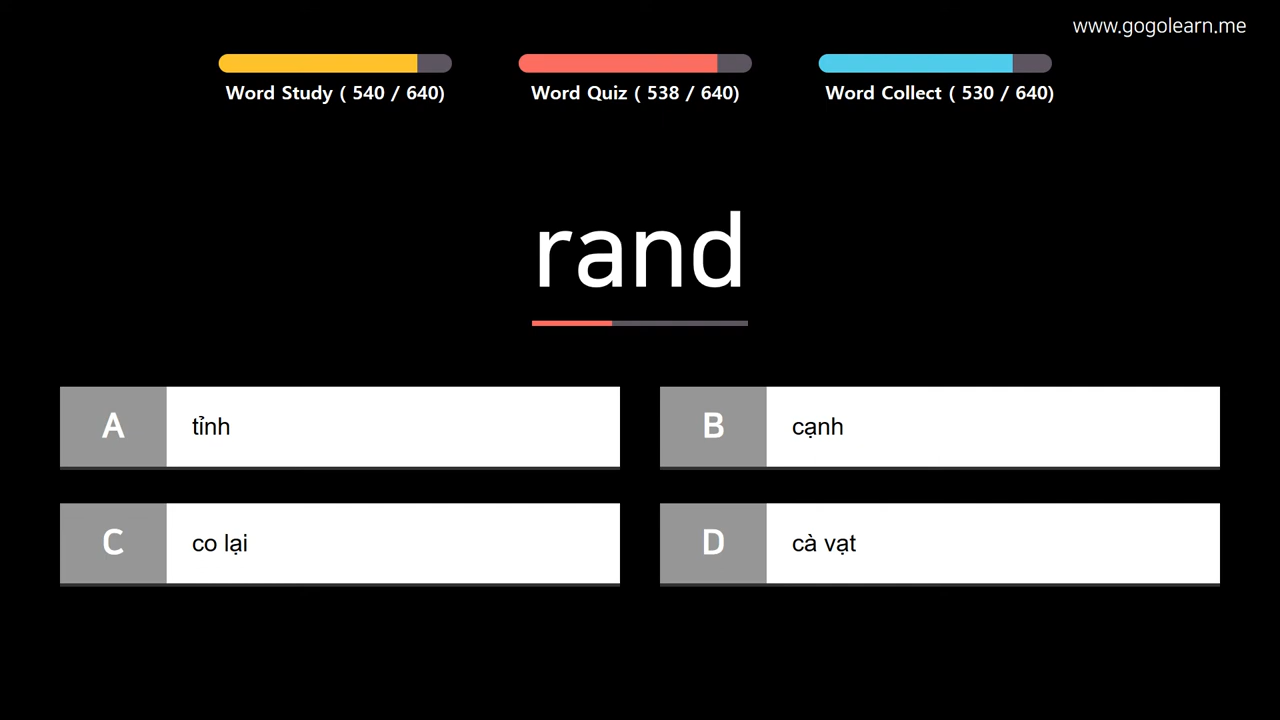 www.gogolearn.me
Word Study ( 540 / 640)
Word Quiz ( 538 / 640)
Word Collect ( 530 / 640)
rand
A tỉnh
B cạnh
C co lại
D cà vạt